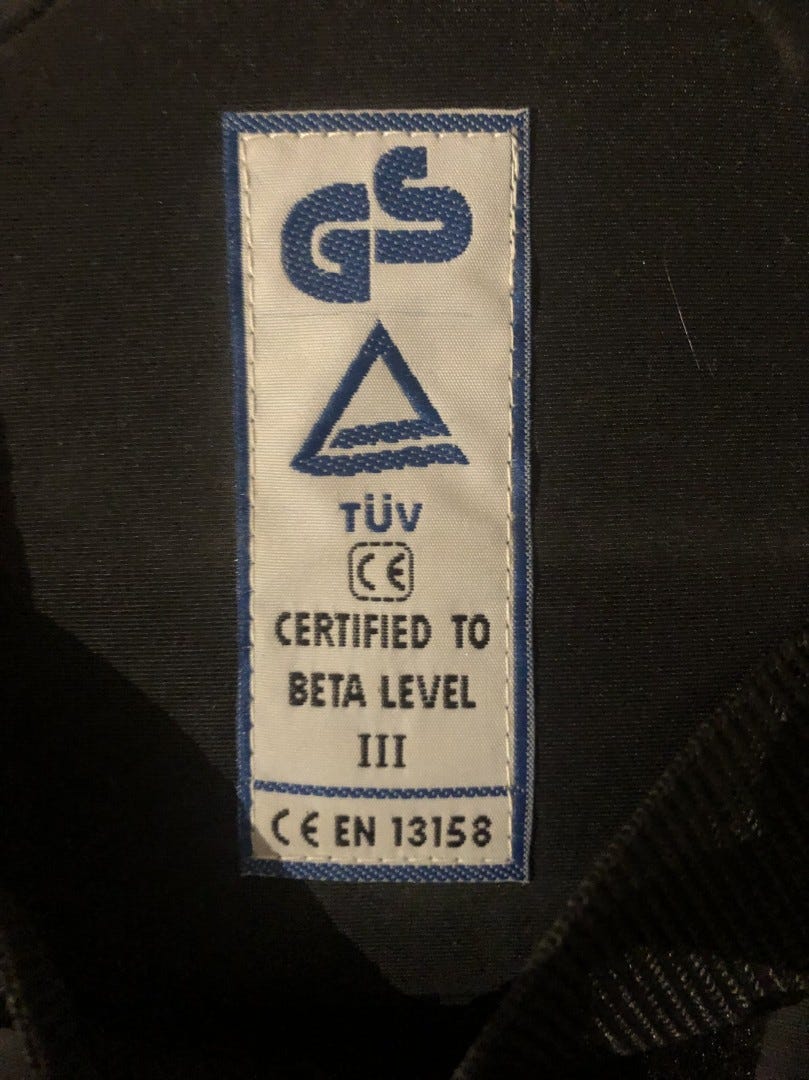 GS
TÜV
CE
CERTIFIED TO
BETA LEVEL
III
CE EN 13158